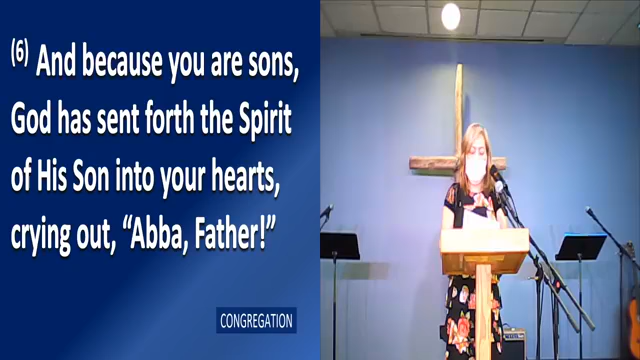 (6) And because you are sons,
God has sent forth the Spirit
of His Son into your hearts,
crying out, “Abba, Father!”
CONGREGATION